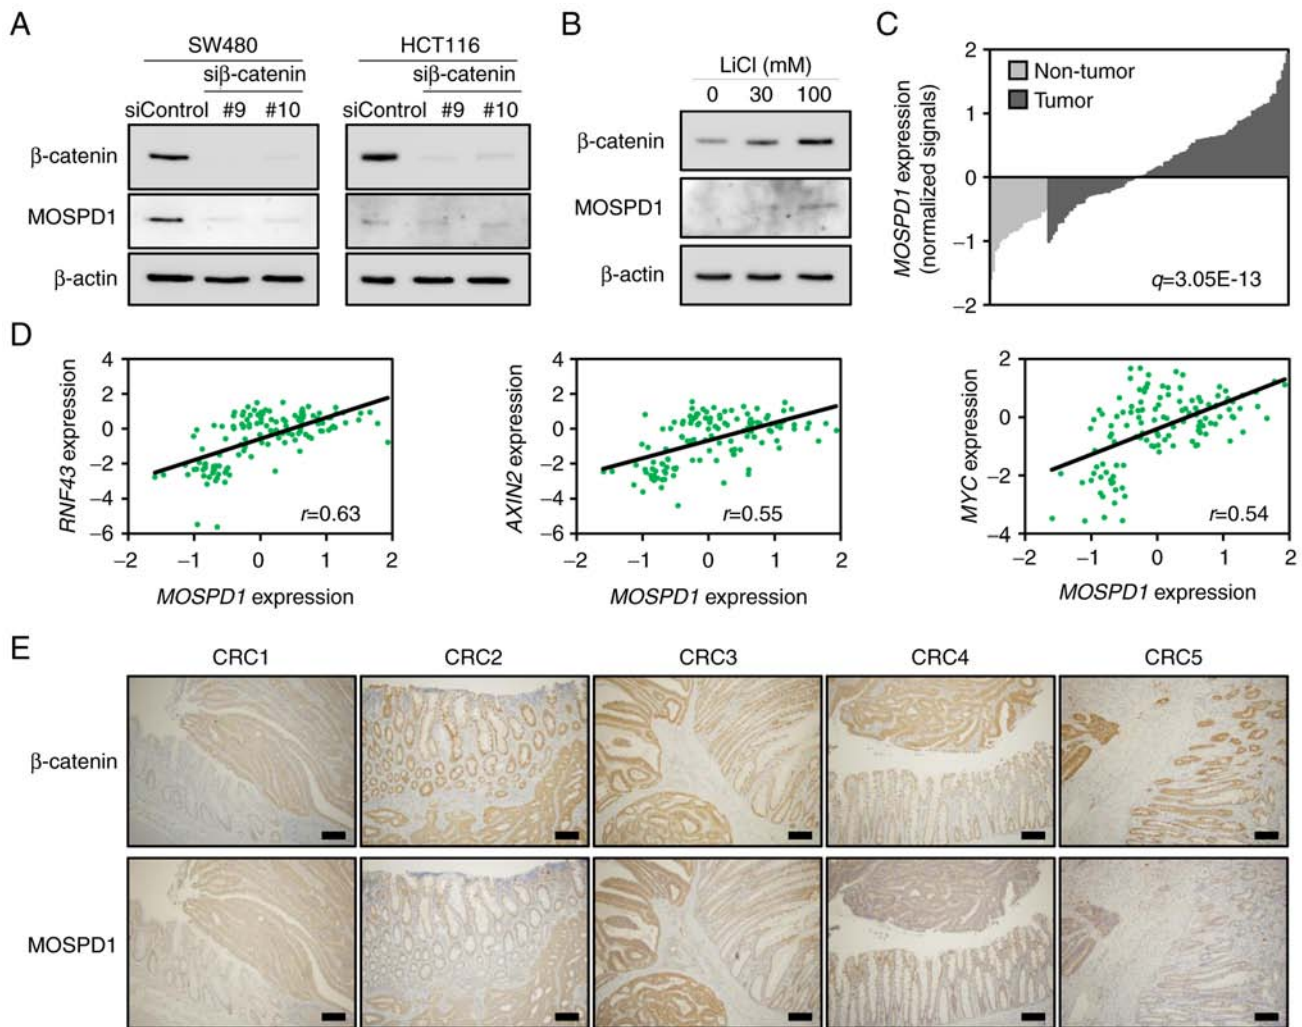 A
SW480 HCT116
siβ-catenin siβ-catenin
siControl #9 #10 siControl #9 #10
β-catenin
MOSPD1
β-actin
B
LiCl (mM)
0 30 100
β-catenin
MOSPD1
β-actin
C
MOSPD1 expression
(normalized signals)
2
1
0
−1
−2
Non-tumor
Tumor
q=3.05E-13
D
RNF43 expression
4
2
0
−2
−4
−6
r=0.63
−2 −1 0 1 2
MOSPD1 expression
AXIN2 expression
4
2
0
−2
−4
−6
r=0.55
−2 −1 0 1 2
MOSPD1 expression
MYC expression
2
0
−2
−4
r=0.54
−2 −1 0 1 2
MOSPD1 expression
E
CRC1 CRC2 CRC3 CRC4 CRC5
β-catenin
MOSPD1